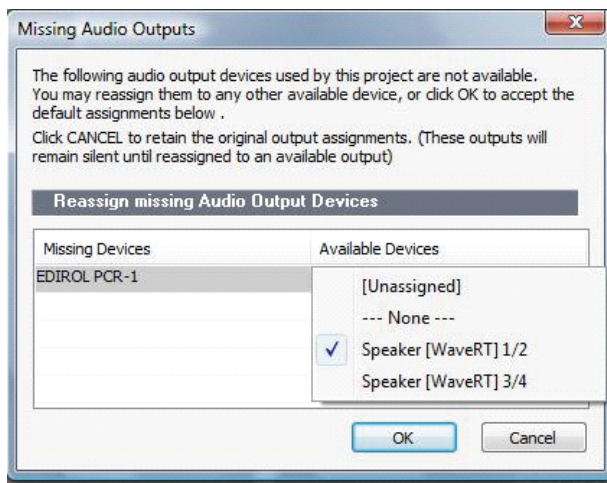 Missing Audio Outputs
The following audio output devices used by this project are not available.
You may reassign them to any other available device, or click OK to accept the
default assignments below .
Click CANCEL to retain the original output assignments. (These outputs will
remain silent until reassigned to an available output)
Reassign missing Audio Output Devices
Missing Devices
Available Devices
EDIROL PCR-1
[Unassigned]
--- None ---
Speaker [WaveRT] 1/2
Speaker [WaveRT] 3/4
OK
Cancel